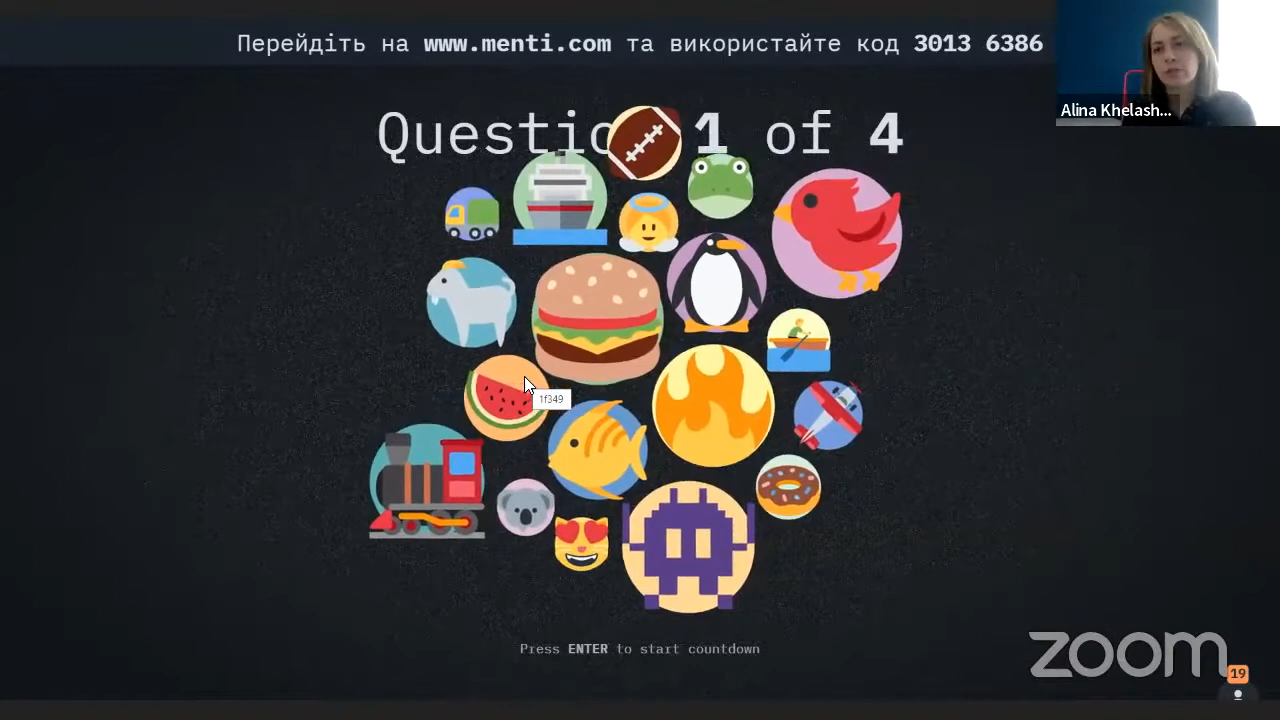 Перейдіть на www.menti.com та використайте код 3013 6386
Alina Khelash...
Questio 1 of 4
1f349
Press ENTER to start countdown
zoom
19